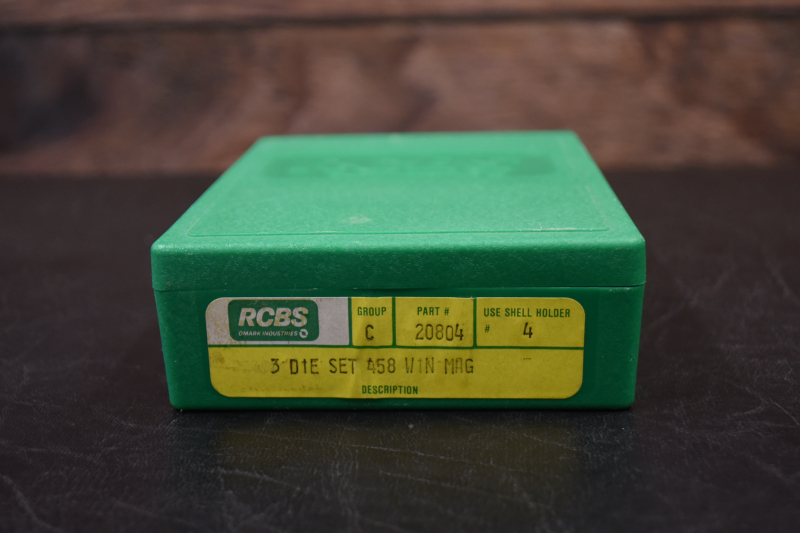 RCBS
OMARK INDUSTRIES
GROUP
C
PART #
20804
USE SHELL HOLDER
# 4
3 DIE SET 458 WIN MAG
DESCRIPTION